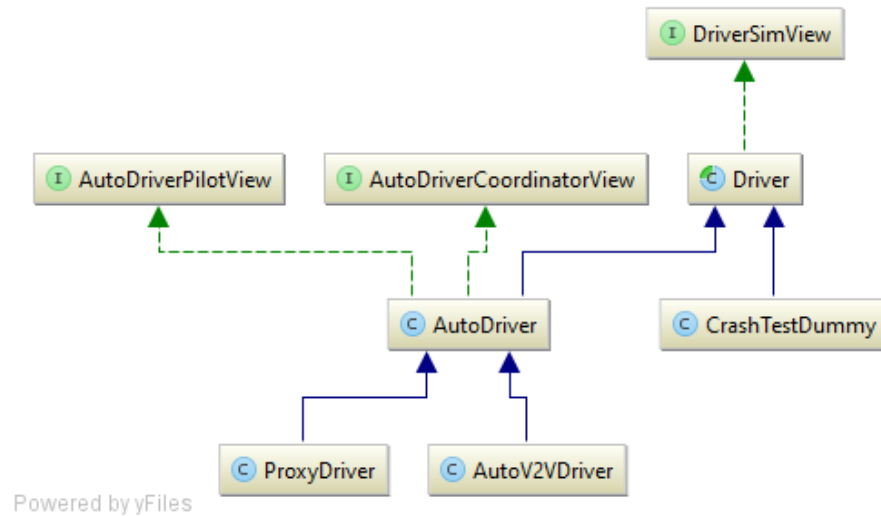 I DriverSimView
I AutoDriverPilotView
I AutoDriverCoordinatorView
C Driver
C AutoDriver
C CrashTestDummy
C ProxyDriver
C AutoV2VDriver
Powered by yFiles